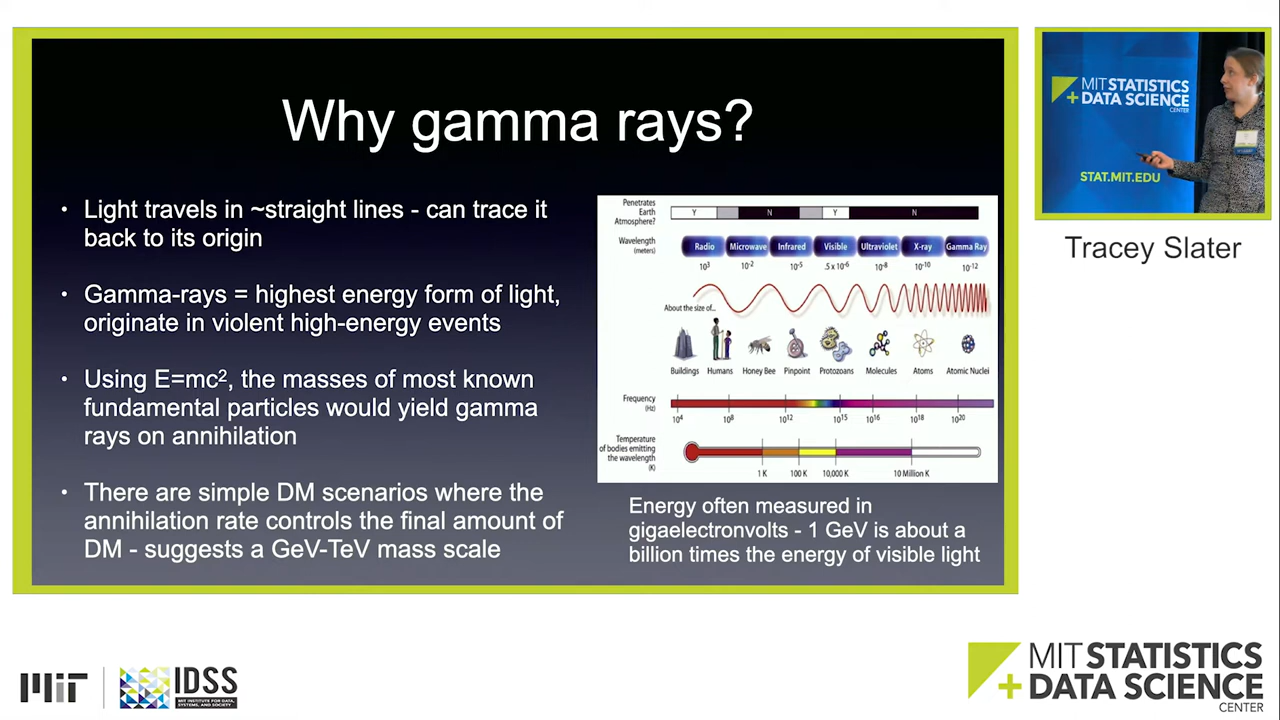 Why gamma rays?
• Light travels in ~straight lines - can trace it
back to its origin
• Gamma-rays = highest energy form of light,
originate in violent high-energy events
• Using E=mc², the masses of most known
fundamental particles would yield gamma
rays on annihilation
• There are simple DM scenarios where the
annihilation rate controls the final amount of
DM - suggests a GeV-TeV mass scale
Penetrates
Earth
Atmosphere?
Y N Y N
Wavelength
(meters)
Radio Microwave Infrared Visible Ultraviolet X-ray Gamma Ray
10³ 10⁻² 10⁻⁵ .5 x 10⁻⁶ 10⁻⁸ 10⁻¹⁰ 10⁻¹²
About the size of...
Buildings Humans Honey Bee Pinpoint Protozoans Molecules Atoms Atomic Nuclei
Frequency
(Hz)
10⁴ 10⁸ 10¹² 10¹⁵ 10¹⁶ 10¹⁸ 10²⁰
Temperature
of bodies emitting
the wavelength
(K)
1 K 100 K 10,000 K 10 Million K
Energy often measured in
gigaelectronvolts - 1 GeV is about a
billion times the energy of visible light
MIT STATISTICS
+ DATA SCIENCE
CENTER
STAT.MIT.EDU
Tracey Slater
MIT
IDSS
MIT INSTITUTE FOR DATA,
SYSTEMS, AND SOCIETY
MIT STATISTICS
+ DATA SCIENCE
CENTER